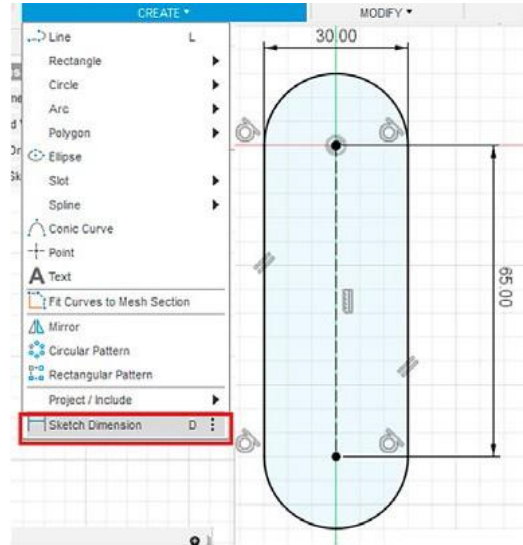 CREATE ▾ MODIFY ▾
Line L
Rectangle
Circle
Arc
Polygon
Ellipse
Slot
Spline
Conic Curve
Point
A Text
Fit Curves to Mesh Section
Mirror
Circular Pattern
Rectangular Pattern
Project / Include
Sketch Dimension D
30.00
65.00